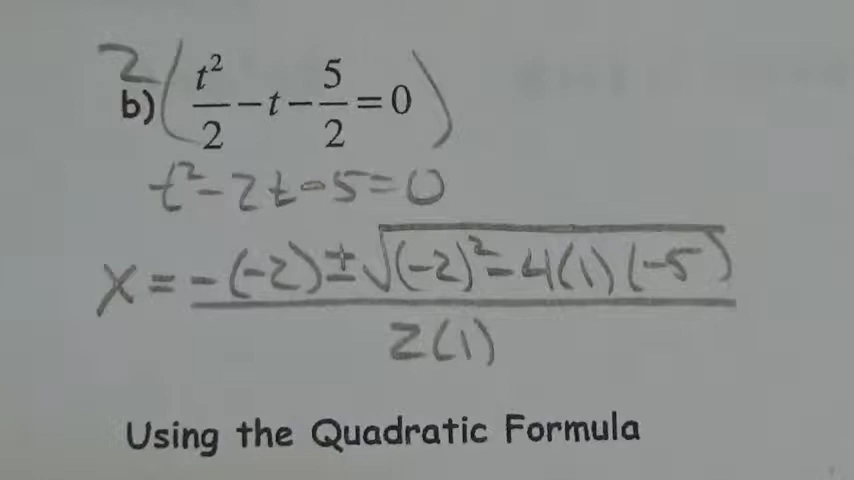 2
b) ( t²/2 − t − 5/2 = 0 )
t² − 2t − 5 = 0
x = −(−2) ± √((−2)² − 4(1)(−5)) / 2(1)
Using the Quadratic Formula